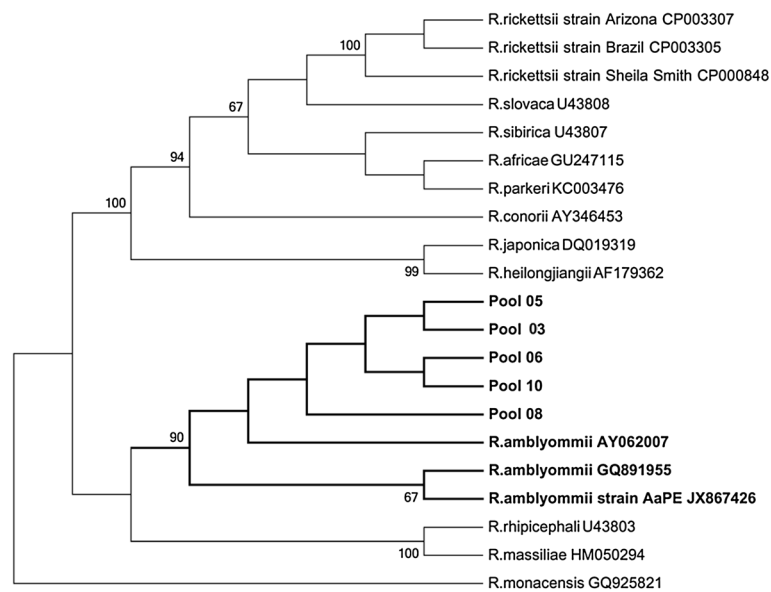 R.rickettsii strain Arizona CP003307
100
R.rickettsii strain Brazil CP003305
R.rickettsii strain Sheila Smith CP000848
67
R.slovaca U43808
R.sibirica U43807
94
R.africae GU247115
R.parkeri KC003476
100
R.conorii AY346453
R.japonica DQ019319
99
R.heilongjiangii AF179362
Pool 05
Pool 03
Pool 06
Pool 10
Pool 08
90
R.amblyommii AY062007
R.amblyommii GQ891955
67
R.amblyommii strain AaPE JX867426
R.rhipicephali U43803
100
R.massiliae HM050294
R.monacensis GQ925821